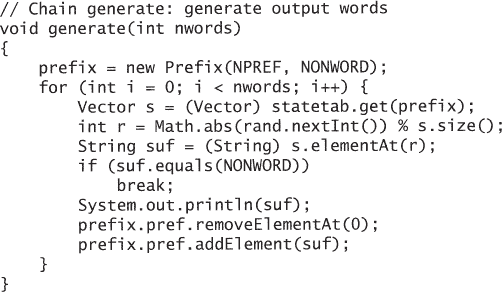 // Chain generate: generate output words
void generate(int nwords)
{
    prefix = new Prefix(NPREF, NONWORD);
    for (int i = 0; i < nwords; i++) {
        Vector s = (Vector) statetab.get(prefix);
        int r = Math.abs(rand.nextInt()) % s.size();
        String suf = (String) s.elementAt(r);
        if (suf.equals(NONWORD))
            break;
        System.out.println(suf);
        prefix.pref.removeElementAt(0);
        prefix.pref.addElement(suf);
    }
}